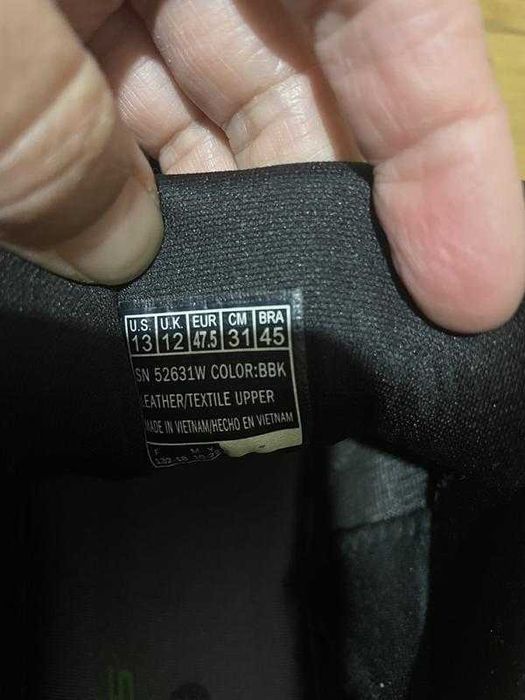 U.S. U.K. EUR CM BRA
13 12 47.5 31 45
SN 52631W COLOR:BBK
LEATHER/TEXTILE UPPER
MADE IN VIETNAM/HECHO EN VIETNAM